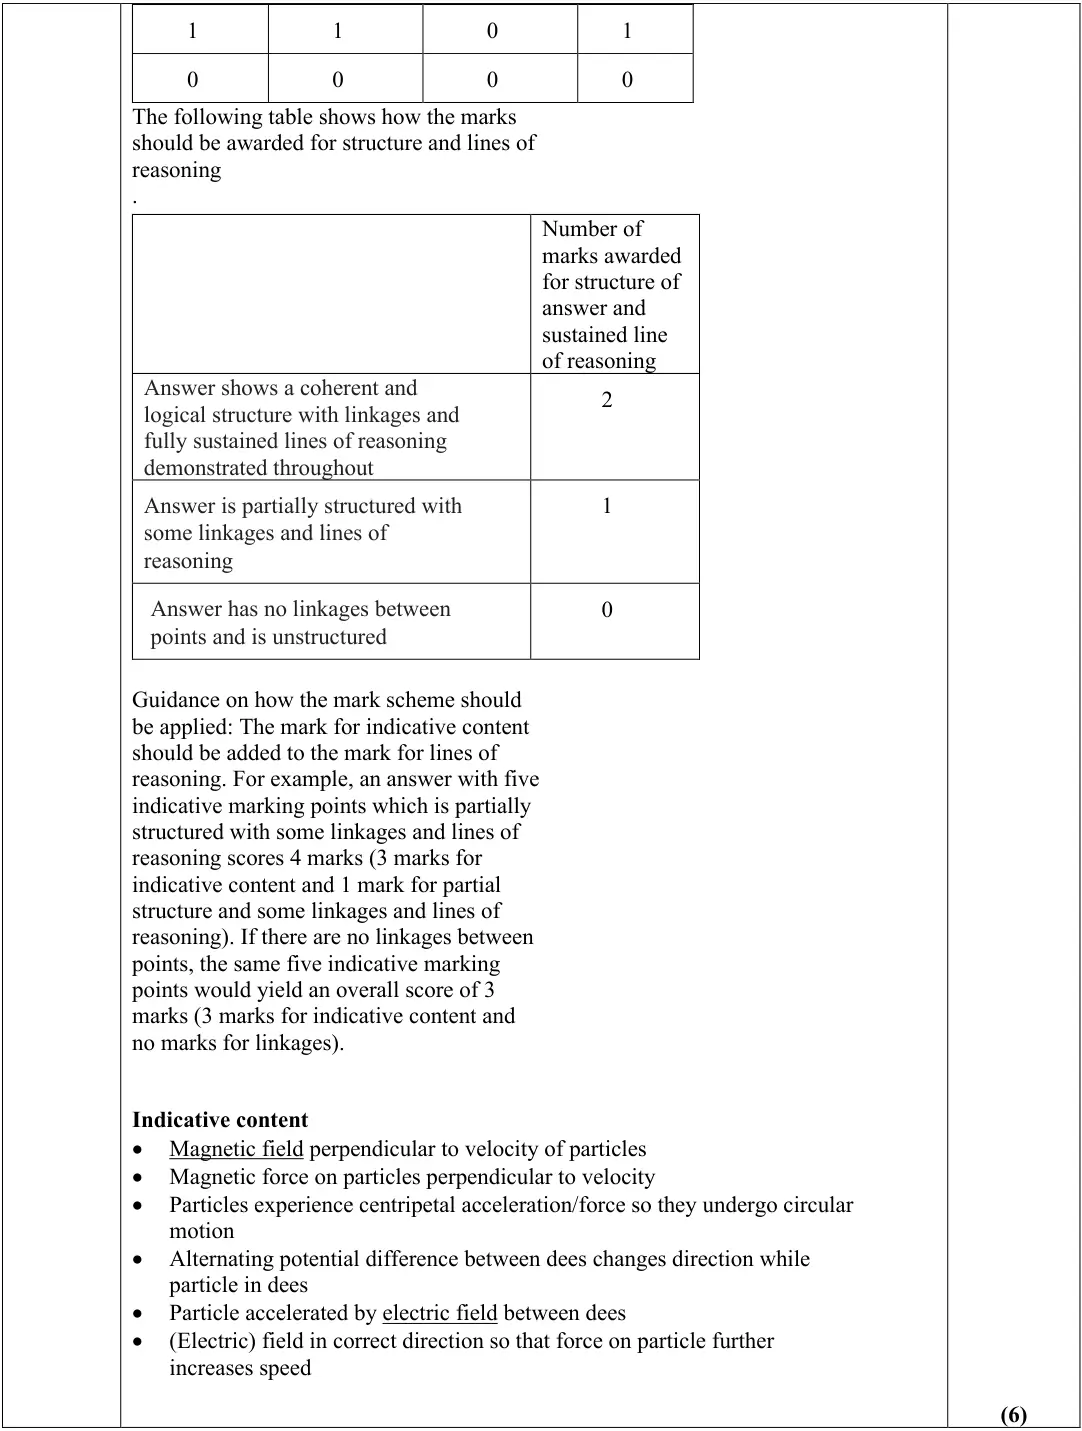 1 1 0 1
0 0 0 0
The following table shows how the marks
should be awarded for structure and lines of
reasoning
.
Number of
marks awarded
for structure of
answer and
sustained line
of reasoning
Answer shows a coherent and
logical structure with linkages and
fully sustained lines of reasoning
demonstrated throughout
2
Answer is partially structured with
some linkages and lines of
reasoning
1
Answer has no linkages between
points and is unstructured
0
Guidance on how the mark scheme should
be applied: The mark for indicative content
should be added to the mark for lines of
reasoning. For example, an answer with five
indicative marking points which is partially
structured with some linkages and lines of
reasoning scores 4 marks (3 marks for
indicative content and 1 mark for partial
structure and some linkages and lines of
reasoning). If there are no linkages between
points, the same five indicative marking
points would yield an overall score of 3
marks (3 marks for indicative content and
no marks for linkages).
Indicative content
• Magnetic field perpendicular to velocity of particles
• Magnetic force on particles perpendicular to velocity
• Particles experience centripetal acceleration/force so they undergo circular
motion
• Alternating potential difference between dees changes direction while
particle in dees
• Particle accelerated by electric field between dees
• (Electric) field in correct direction so that force on particle further
increases speed
(6)